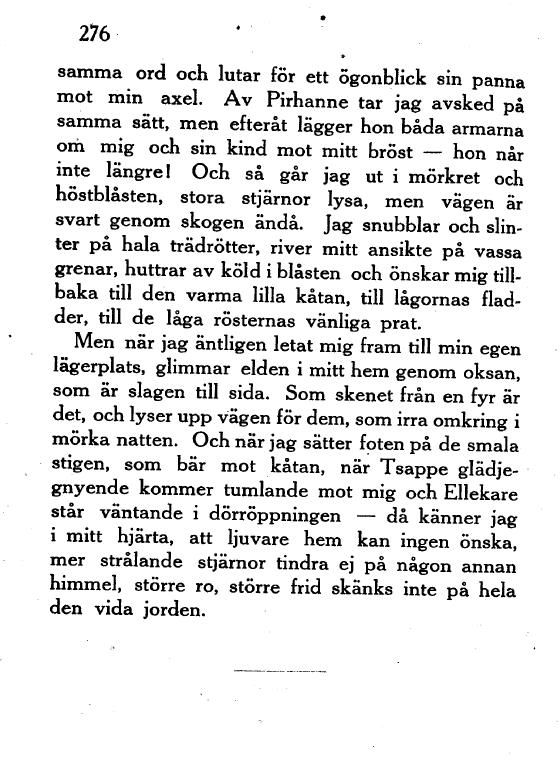 276
samma ord och lutar för ett ögonblick sin panna
mot min axel. Av Pirhanne tar jag avsked på
samma sätt, men efteråt lägger hon båda armarna
om mig och sin kind mot mitt bröst — hon når
inte längre! Och så går jag ut i mörkret och
höstblåsten, stora stjärnor lysa, men vägen är
svart genom skogen ändå. Jag snubblar och slin-
ter på hala trädrötter, river mitt ansikte på vassa
grenar, huttrar av köld i blåsten och önskar mig till-
baka till den varma lilla kåtan, till lågornas flad-
der, till de låga rösternas vänliga prat.
Men när jag äntligen letat mig fram till min egen
lägerplats, glimmar elden i mitt hem genom oksan,
som är slagen till sida. Som skenet från en fyr är
det, och lyser upp vägen för dem, som irra omkring i
mörka natten. Och när jag sätter foten på de smala
stigen, som bär mot kåtan, när Tsappe glädje-
gnyende kommer tumlande mot mig och Ellekare
står väntande i dörröppningen — då känner jag
i mitt hjärta, att ljuvare hem kan ingen önska,
mer strålande stjärnor tindra ej på någon annan
himmel, större ro, större frid skänks inte på hela
den vida jorden.